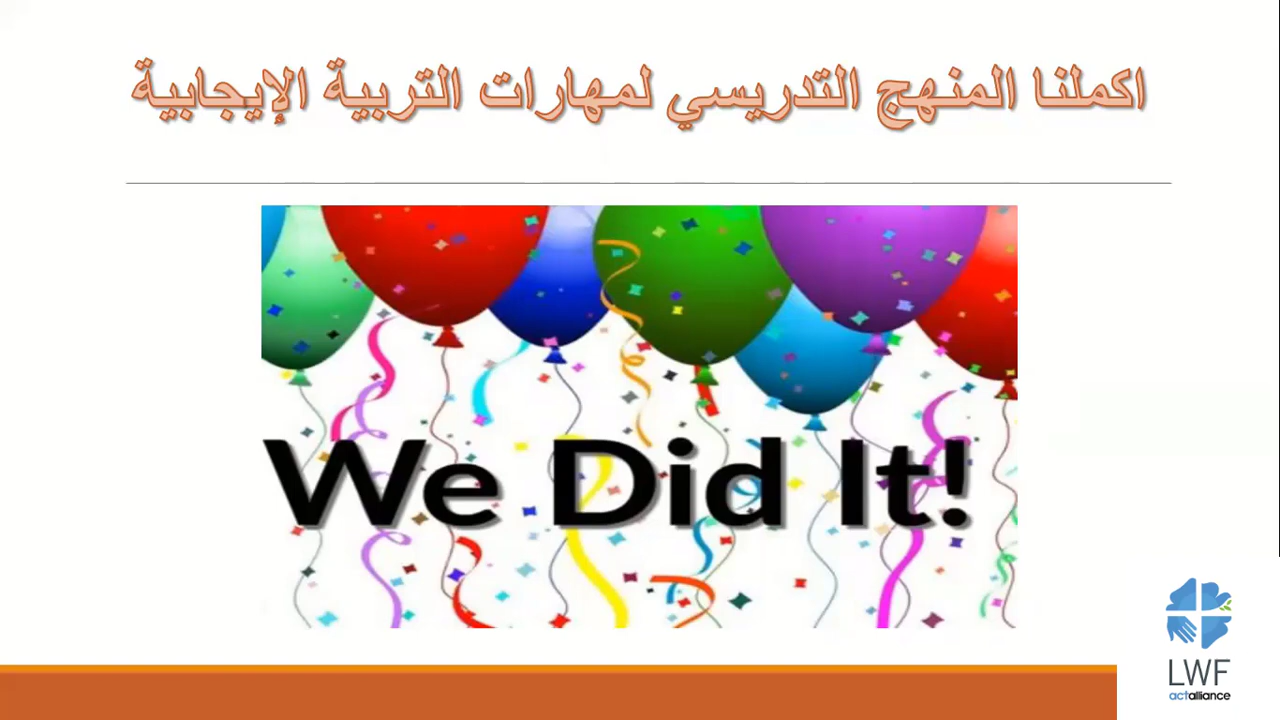 اكملنا المنهج التدريسي لمهارات التربية الإيجابية
We Did It!
LWF
actalliance